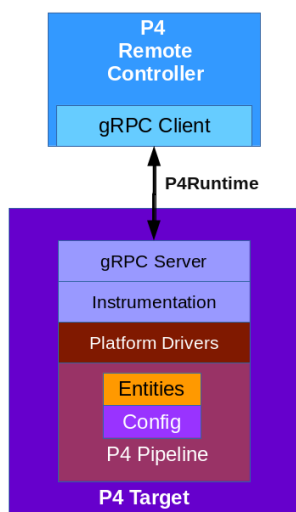 P4
Remote
Controller
gRPC Client
P4Runtime
gRPC Server
Instrumentation
Platform Drivers
Entities
Config
P4 Pipeline
P4 Target